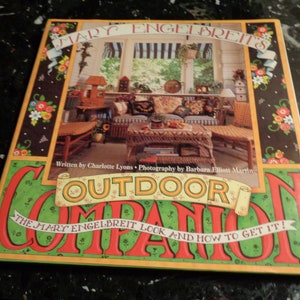 MARY ENGELBREIT'S
Written by Charlotte Lyons • Photography by Barbara Elliott Martin
OUTDOOR
COMPANION
THE MARY ENGELBREIT LOOK AND HOW TO GET IT!